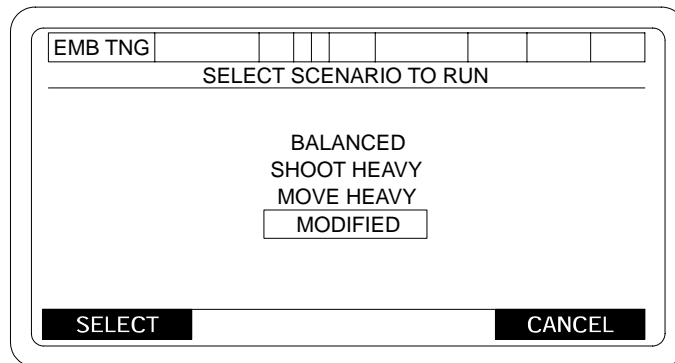 EMB TNG
SELECT SCENARIO TO RUN
BALANCED
SHOOT HEAVY
MOVE HEAVY
MODIFIED
SELECT CANCEL